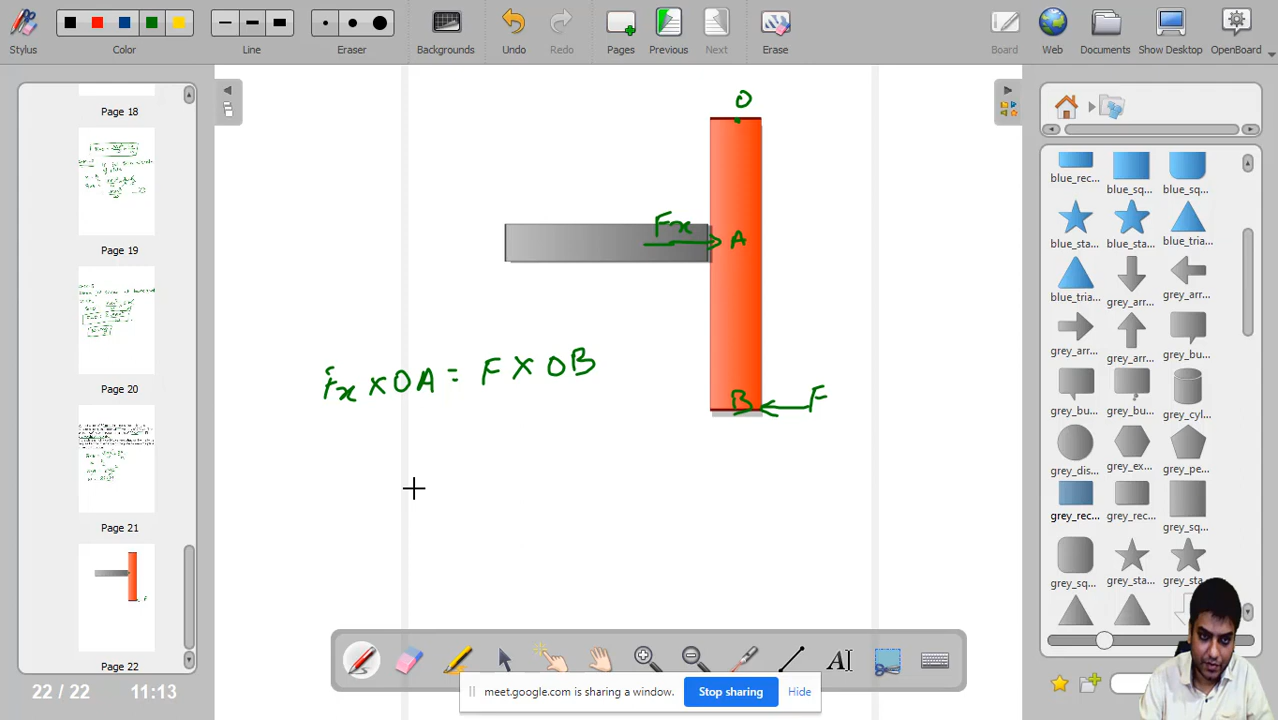 Stylus
Color
Line
Eraser
Backgrounds
Undo
Redo
Pages
Previous
Next
Erase
Board
Web
Documents
Show Desktop
OpenBoard
Page 18
Page 19
Page 20
Page 21
Page 22
22 / 22
11:13
O
Fx
A
Fx × OA = F × OB
B
F
blue_rec...
blue_sq...
blue_sq...
blue_sta...
blue_sta...
blue_tria...
blue_tria...
grey_arr...
grey_arr...
grey_arr...
grey_arr...
grey_bu...
grey_bu...
grey_bu...
grey_cyl...
grey_dis...
grey_ex...
grey_pe...
grey_rec...
grey_rec...
grey_sq...
grey_sq...
grey_sta...
grey_sta...
meet.google.com is sharing a window.
Stop sharing
Hide